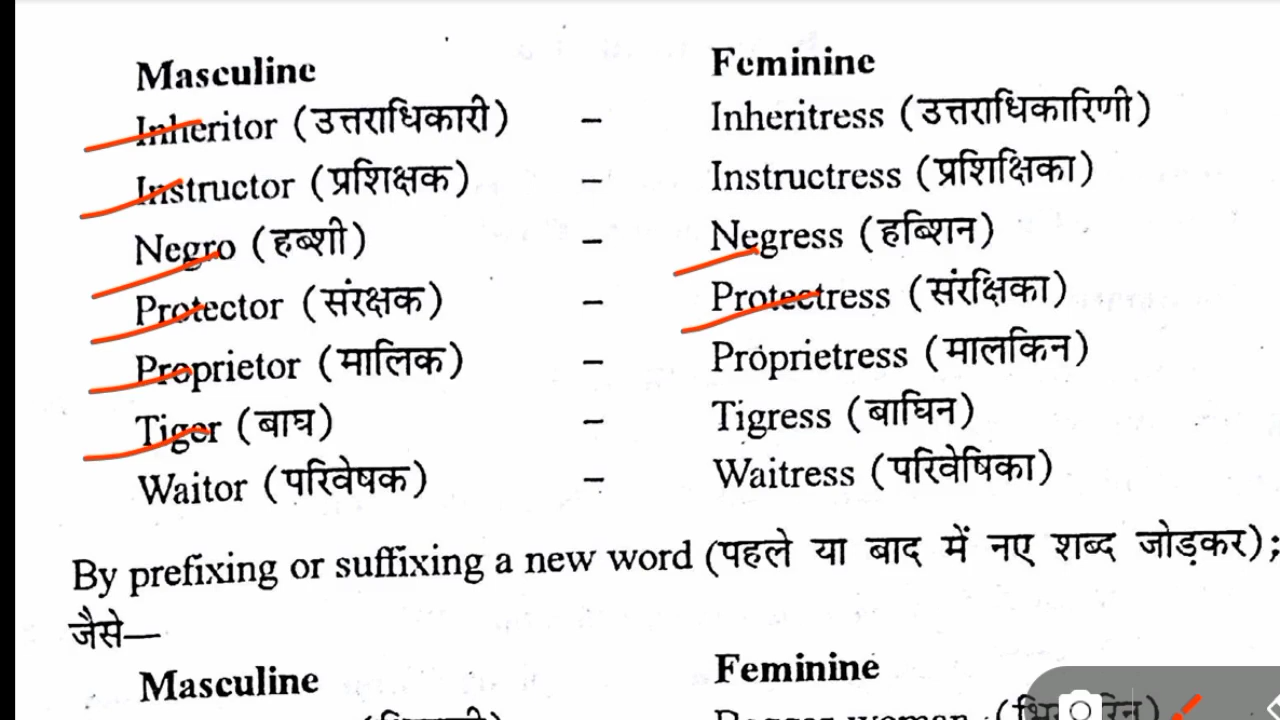 Masculine Feminine
Inheritor (उत्तराधिकारी) – Inheritress (उत्तराधिकारिणी)
Instructor (प्रशिक्षक) – Instructress (प्रशिक्षिका)
Negro (हब्शी) – Negress (हब्शिन)
Protector (संरक्षक) – Protectress (संरक्षिका)
Proprietor (मालिक) – Proprietress (मालकिन)
Tiger (बाघ) – Tigress (बाघिन)
Waitor (परिवेषक) – Waitress (परिवेषिका)
By prefixing or suffixing a new word (पहले या बाद में नए शब्द जोड़कर);
जैसे—
Masculine Feminine